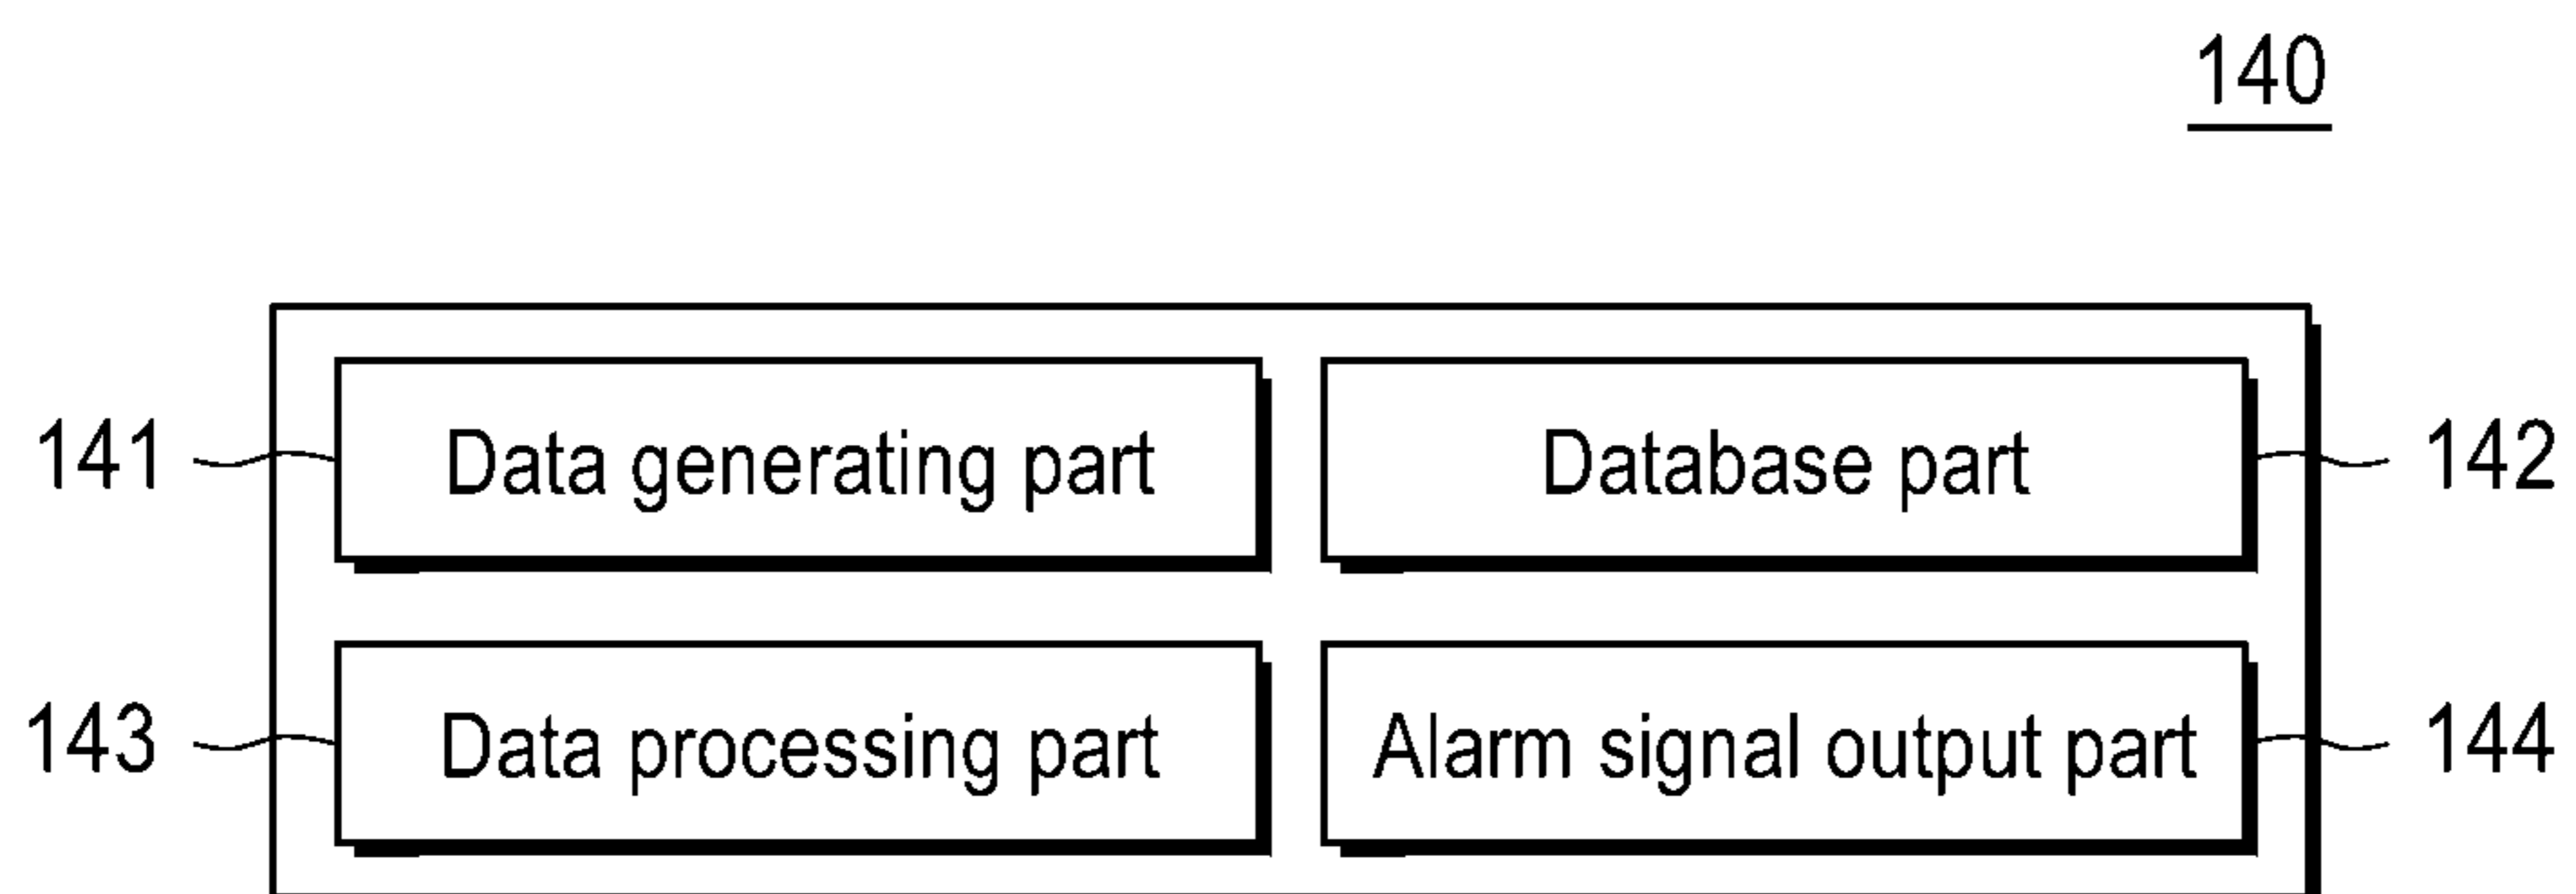 140
141 Data generating part Database part 142
143 Data processing part Alarm signal output part 144